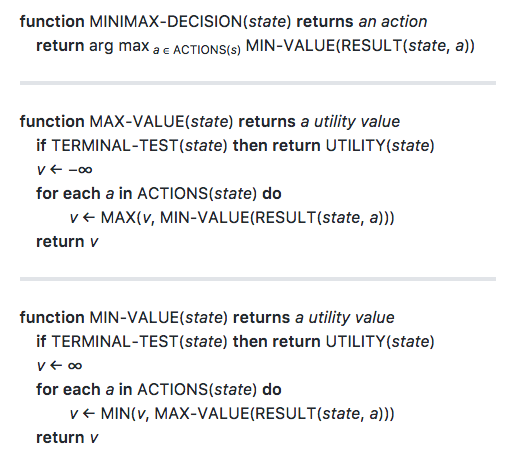 function MINIMAX-DECISION(state) returns an action
return arg max a ϵ ACTIONS(s) MIN-VALUE(RESULT(state, a))
function MAX-VALUE(state) returns a utility value
if TERMINAL-TEST(state) then return UTILITY(state)
v ← −∞
for each a in ACTIONS(state) do
v ← MAX(v, MIN-VALUE(RESULT(state, a)))
return v
function MIN-VALUE(state) returns a utility value
if TERMINAL-TEST(state) then return UTILITY(state)
v ← ∞
for each a in ACTIONS(state) do
v ← MIN(v, MAX-VALUE(RESULT(state, a)))
return v